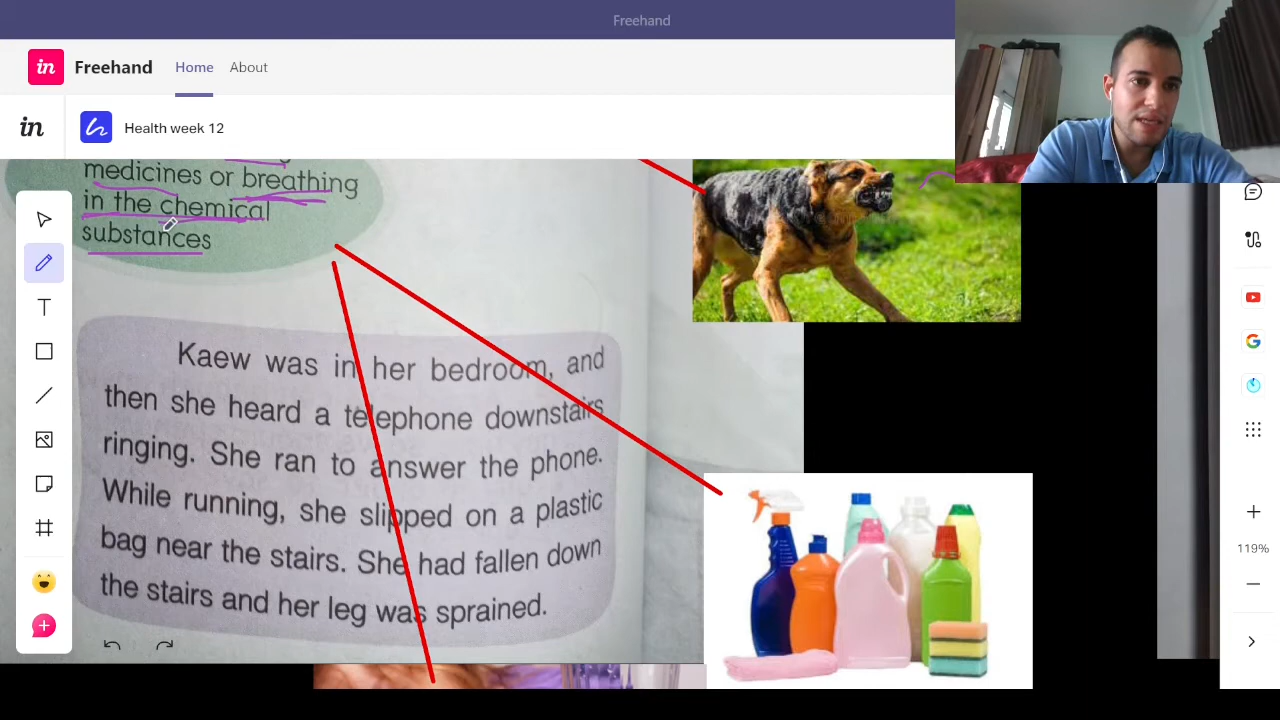 Freehand
in Freehand Home About
in Health week 12
medicines or breathing
in the chemical
substances
Kaew was in her bedroom, and
then she heard a telephone downstairs
ringing. She ran to answer the phone.
While running, she slipped on a plastic
bag near the stairs. She had fallen down
the stairs and her leg was sprained.
119%